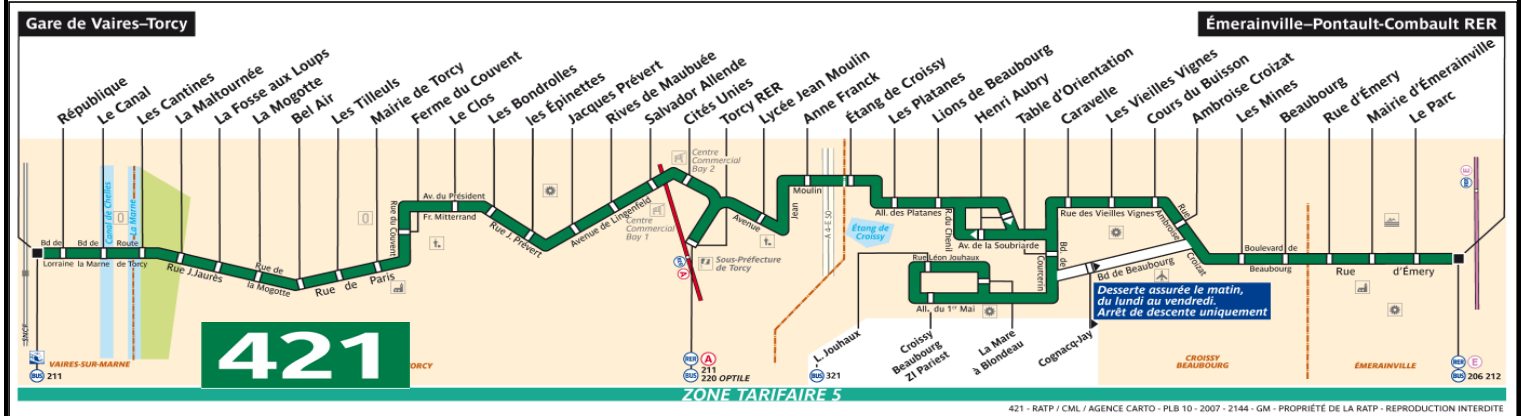 Gare de Vaires–Torcy
Émerainville–Pontault-Combault RER
République
Le Canal
Les Cantines
La Maltournée
La Fosse aux Loups
La Mogotte
Bel Air
Les Tilleuls
Mairie de Torcy
Ferme du Couvent
Le Clos
Les Bondrolles
les Épinettes
Jacques Prévert
Rives de Maubuée
Salvador Allende
Cités Unies
Torcy RER
Lycée Jean Moulin
Anne Franck
Étang de Croissy
Les Platanes
Lions de Beaubourg
Henri Aubry
Table d'Orientation
Caravelle
Les Vieilles Vignes
Cours du Buisson
Ambroise Croizat
Les Mines
Beaubourg
Rue d'Émery
Mairie d'Émerainville
Le Parc
Canal de Chelles
La Marne
Bd de
Lorraine
Bd de
la Marne
Route
de Torcy
Rue J.Jaurès
Rue de
la Mogotte
Rue de Paris
Rue du Couvent
Av. du Président
Fr. Mitterrand
Rue J. Prévert
Avenue de Lingenfeld
Centre
Commercial
Bay 2
Centre
Commercial
Bay 1
Sous-Préfecture
de Torcy
Avenue
Jean
Moulin
A 4-E 50
Étang de
Croissy
All. des Platanes
R.du Chenil
Av. de la Soubriarde
Rue Léon Jouhaux
All. du 1er Mai
Bd. de
Courcerin
Rue des Vieilles Vignes
Rue
Ambroise
Croizat
Bd de Beaubourg
Boulevard de
Beaubourg
Rue d'Émery
Desserte assurée le matin,
du lundi au vendredi.
Arrêt de descente uniquement
L. Jouhaux
Croissy
Beaubourg
ZI Pariest
La Mare
à Blondeau
Cognacq-Jay
SNCF
VAIRES-SUR-MARNE
BUS 211
421
TORCY
RER A
BUS 211
220 OPTILE
BUS 321
CROISSY
BEAUBOURG
ÉMERAINVILLE
RER E
BUS 206 212
RER A
RER E
ZONE TARIFAIRE 5
421 - RATP / CML / AGENCE CARTO - PLB 10 - 2007 - 2144 - GM - PROPRIÉTÉ DE LA RATP - REPRODUCTION INTERDITE